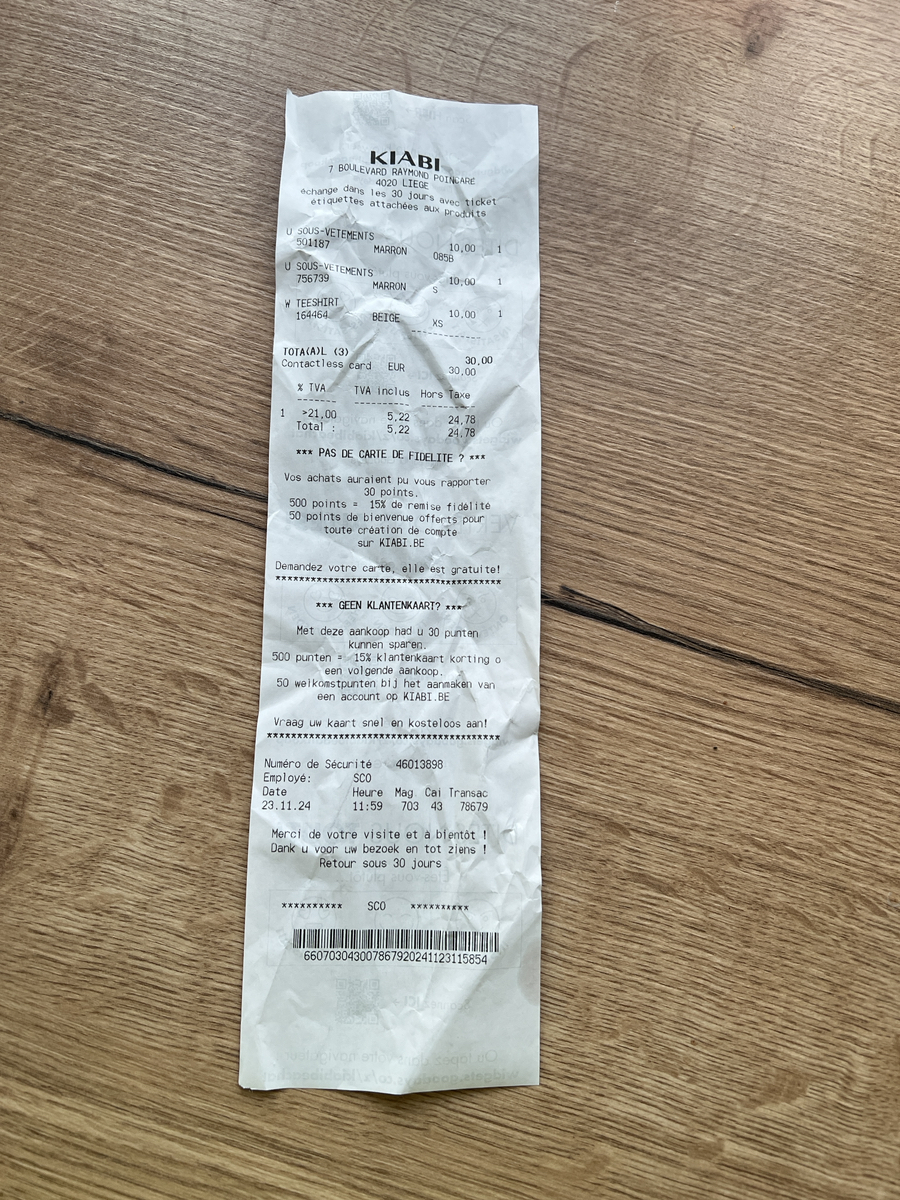 KIABI
7 BOULEVARD RAYMOND POINCARÉ
4020 LIEGE
échange dans les 30 jours avec ticket
étiquettes attachées aux produits
U SOUS-VETEMENTS 10,00 1
501187 MARRON 085B
U SOUS-VETEMENTS 10,00 1
756739 MARRON S
W TEESHIRT 10,00 1
164464 BEIGE XS
------------
TOTA(A)L (3) 30,00
Contactless card EUR 30,00
% TVA TVA inclus Hors Taxe
------- ---------- ----------
1 >21,00 5,22 24,78
Total : 5,22 24,78
*** PAS DE CARTE DE FIDELITE ? ***
Vos achats auraient pu vous rapporter
30 points.
500 points = 15% de remise fidélité
50 points de bienvenue offerts pour
toute création de compte
sur KIABI.BE
Demandez votre carte, elle est gratuite!
****************************************
*** GEEN KLANTENKAART? ***
Met deze aankoop had u 30 punten
kunnen sparen.
500 punten = 15% klantenkaart korting o
een volgende aankoop.
50 welkomstpunten bij het aanmaken van
een account op KIABI.BE
Vraag uw kaart snel en kosteloos aan!
****************************************
Numéro de Sécurité 46013898
Employé: SCO
Date Heure Mag Cai Transac
23.11.24 11:59 703 43 78679
Merci de votre visite et à bientôt !
Dank u voor uw bezoek en tot ziens !
Retour sous 30 jours
********** SCO **********
660703043007867920241123115854